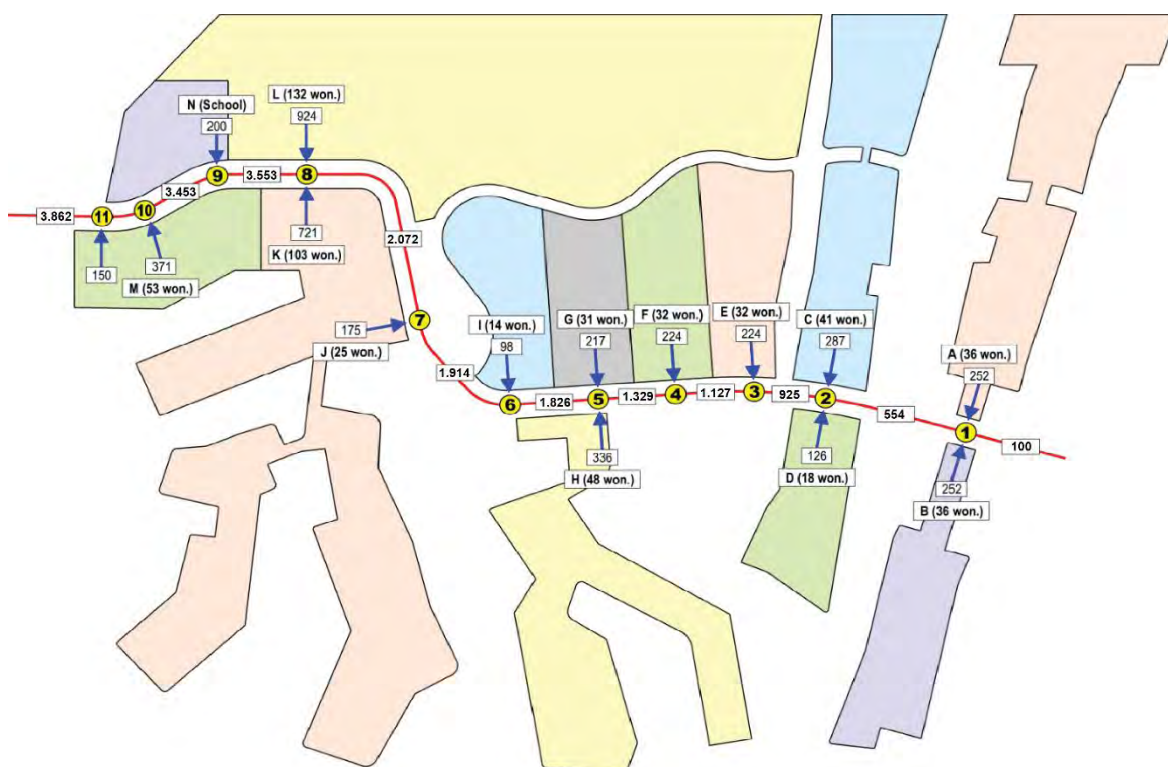 L (132 won.)
924
N (School)
200
9
3.553
8
3.453
10
11
3.862
721
K (103 won.)
2.072
150
371
M (53 won.)
175
7
J (25 won.)
1.914
I (14 won.)
98
6
1.826
G (31 won.)
217
5
1.329
336
H (48 won.)
F (32 won.)
224
4
1.127
E (32 won.)
224
3
925
C (41 won.)
287
2
126
D (18 won.)
554
A (36 won.)
252
1
100
252
B (36 won.)